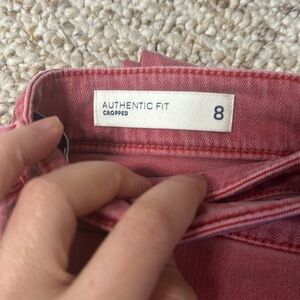 AUTHENTIC FIT
CROPPED
8